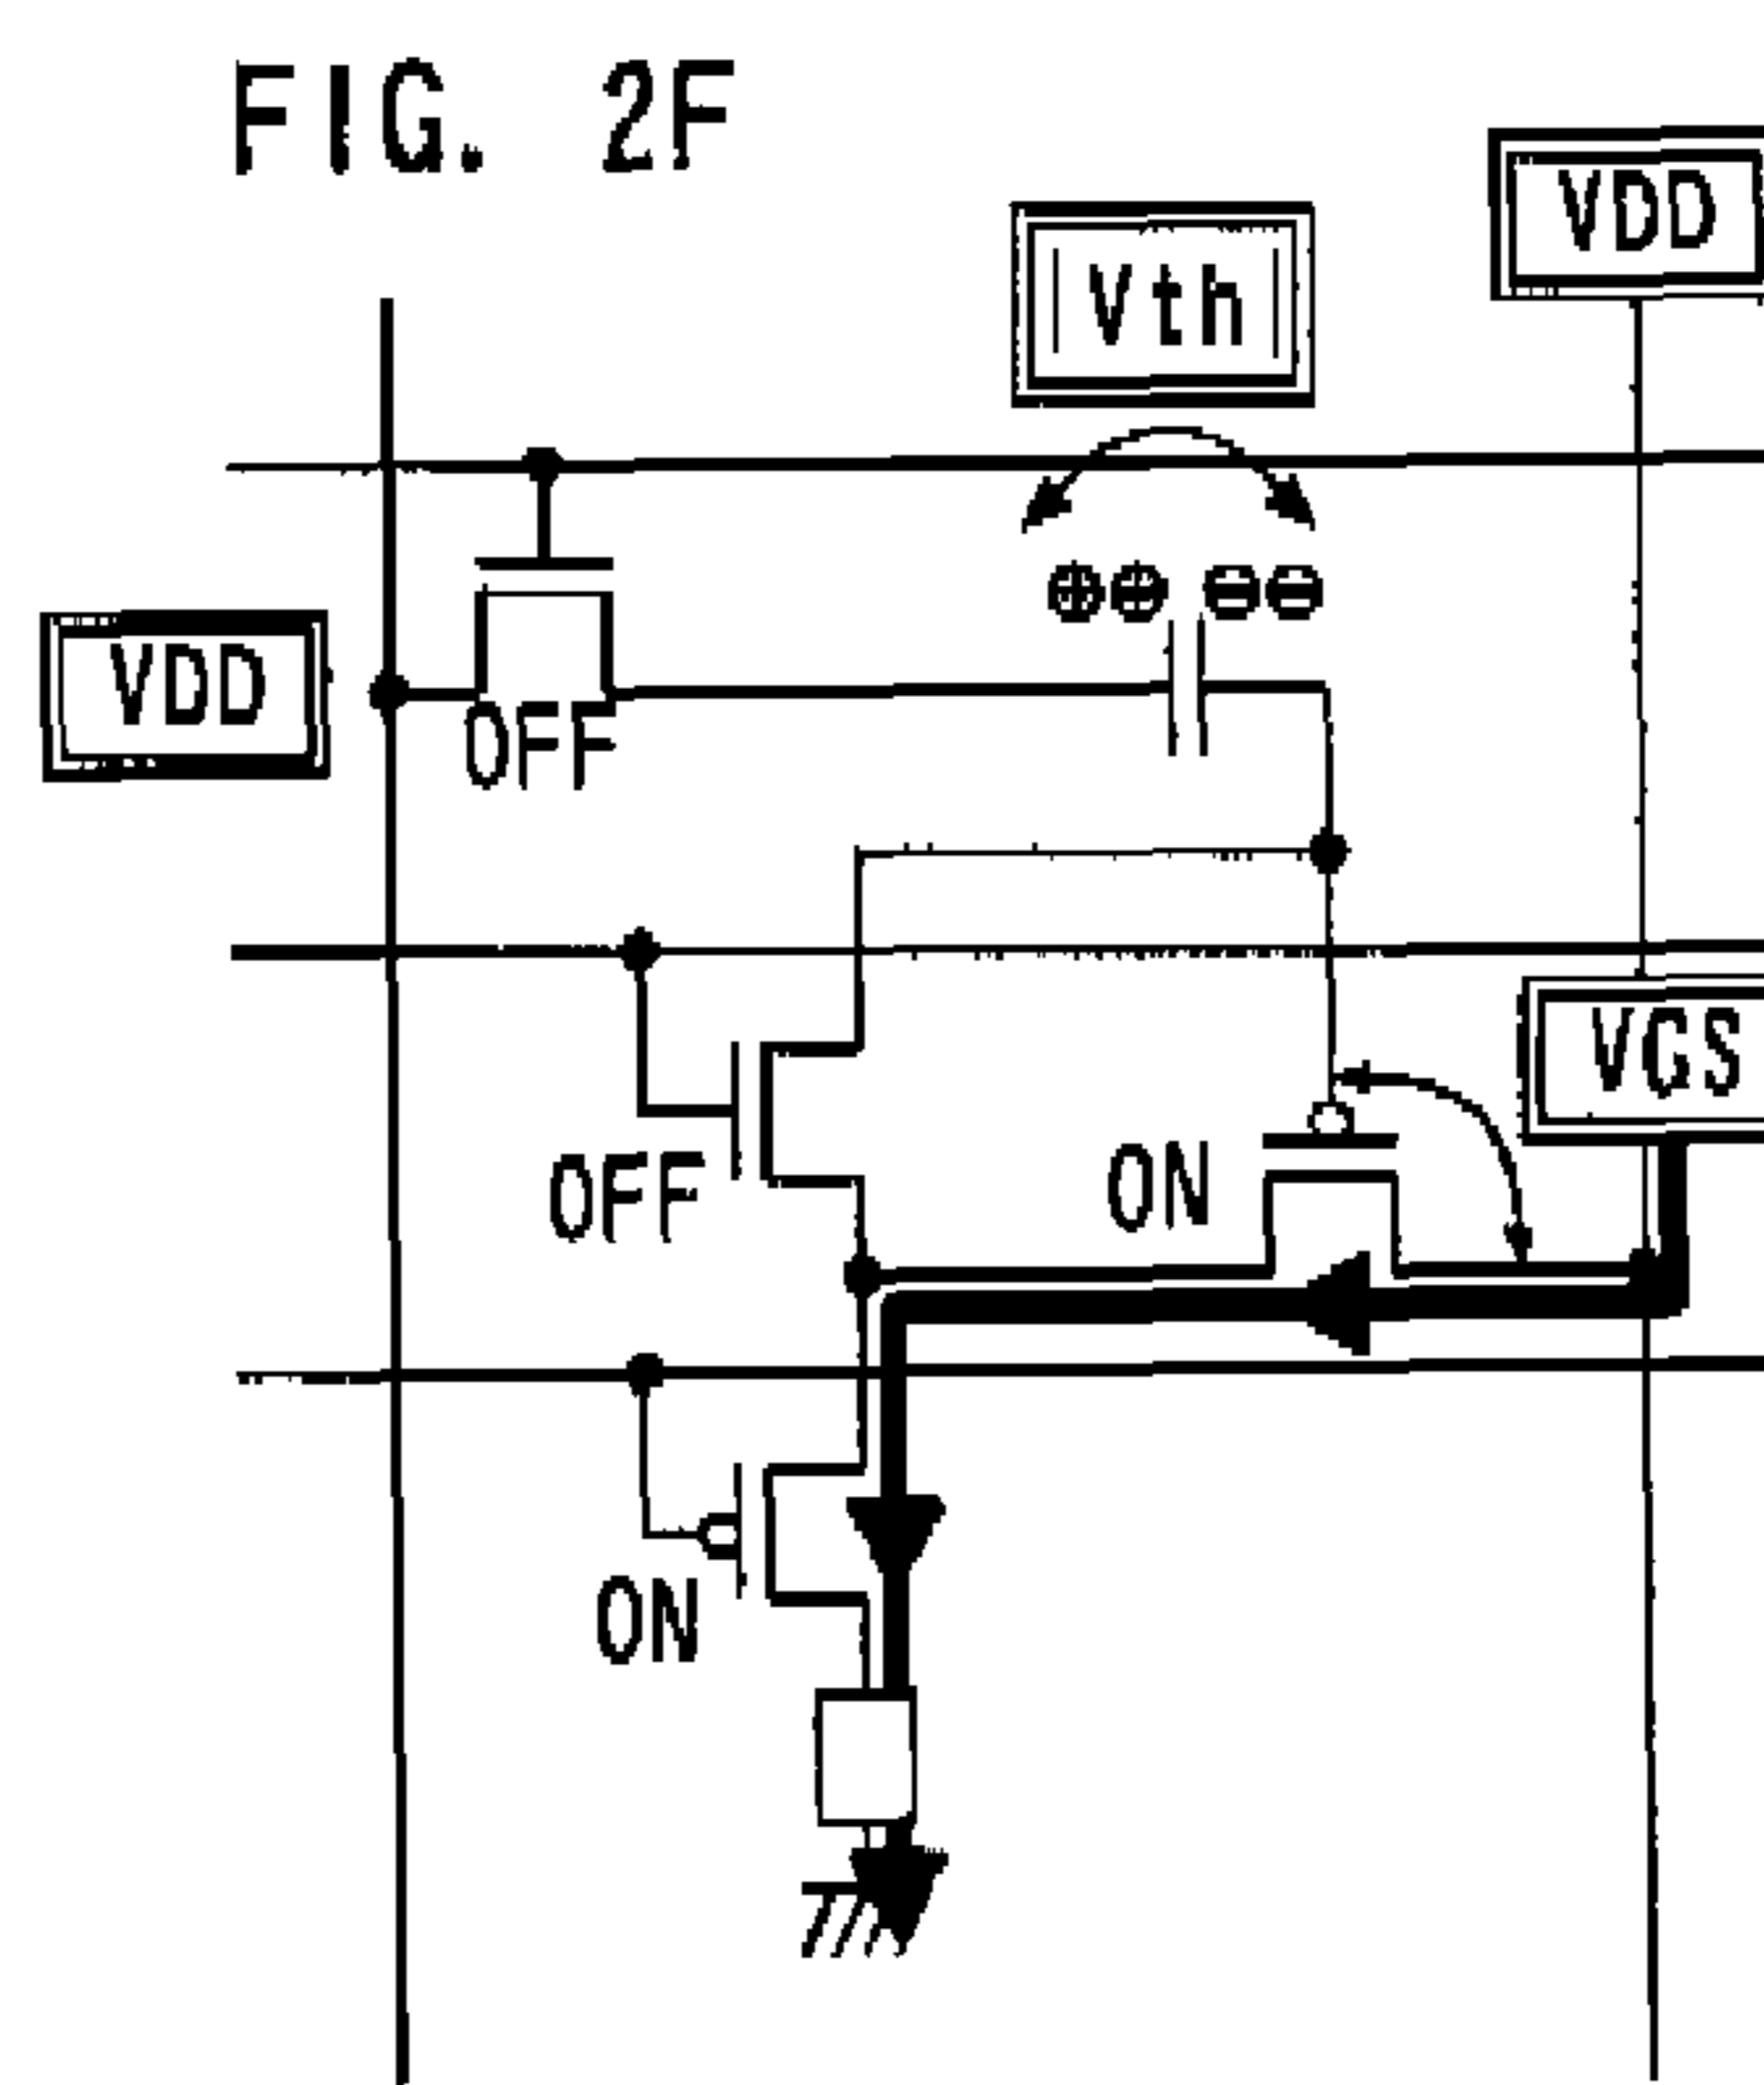 FIG. 2F
VDD
|Vth|
⊕⊕ ⊖⊖
VDD
OFF
VGS
OFF
ON
ON